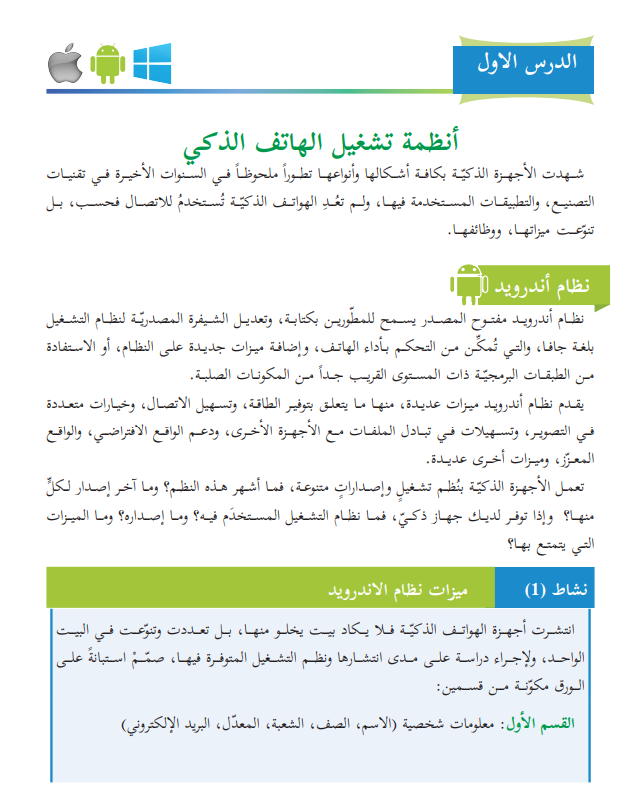 الدرس الاول
أنظمة تشغيل الهاتف الذكي
شهدت الأجهزة الذكيّة بكافة أشكالها وأنواعها تطوراً ملحوظاً في السنوات الأخيرة في تقنيات
التصنيع، والتطبيقات المستخدمة فيها، ولم تعُدِ الهواتف الذكيّة تُستخدمُ للاتصال فحسب، بل
تنوّعت ميزاتها، ووظائفها.
نظام أندرويد
نظام أندرويد مفتوح المصدر يسمح للمطّورين بكتابة، وتعديل الشيفرة المصدريّة لنظام التشغيل
بلغة جافا، والتي تُمكّن من التحكم بأداء الهاتف، وإضافة ميزات جديدة على النظام، أو الاستفادة
من الطبقات البرمجيّة ذات المستوى القريب جداً من المكونات الصلبة.
يقدم نظام أندرويد ميزات عديدة، منها ما يتعلق بتوفير الطاقة، وتسهيل الاتصال، وخيارات متعددة
في التصوير، وتسهيلات في تبادل الملفات مع الأجهزة الأخرى، ودعم الواقع الافتراضي، والواقع
المعزّز، وميزات أخرى عديدة.
تعمل الأجهزة الذكيّة بنُظم تشغيلٍ وإصداراتٍ متنوعة، فما أشهر هذه النظم؟ وما آخر إصدار لكلٍّ
منها؟ وإذا توفر لديك جهاز ذكيّ، فما نظام التشغيل المستخدَم فيه؟ وما إصداره؟ وما الميزات
التي يتمتع بها؟
نشاط (1) ميزات نظام الاندرويد
انتشرت أجهزة الهواتف الذكيّة فلا يكاد بيت يخلو منها، بل تعددت وتنوّعت في البيت
الواحد، ولإجراء دراسة على مدى انتشارها ونظم التشغيل المتوفرة فيها، صمّمْ استبانةً على
الورق مكوّنة من قسمين:
القسم الأول: معلومات شخصية (الاسم، الصف، الشعبة، المعدّل، البريد الإلكتروني)